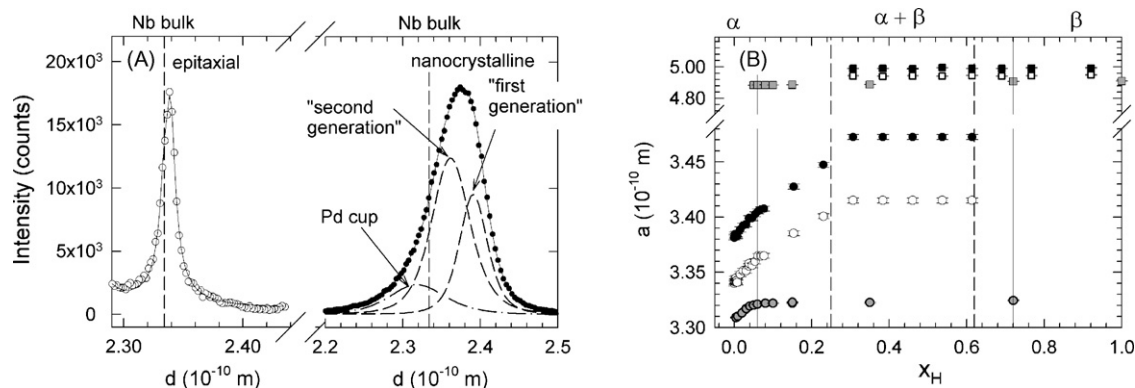 Nb bulk
Nb bulk
(A)
epitaxial
nanocrystalline
"first
generation"
"second
generation"
Pd cup
Intensity (counts)
20x10³
15x10³
10x10³
5x10³
0
2.30
2.40
2.2
2.3
2.4
2.5
d (10⁻¹⁰ m)
d (10⁻¹⁰ m)
α
α + β
β
(B)
a (10⁻¹⁰ m)
5.00
4.80
3.45
3.40
3.35
3.30
0.0
0.2
0.4
0.6
0.8
1.0
x_H